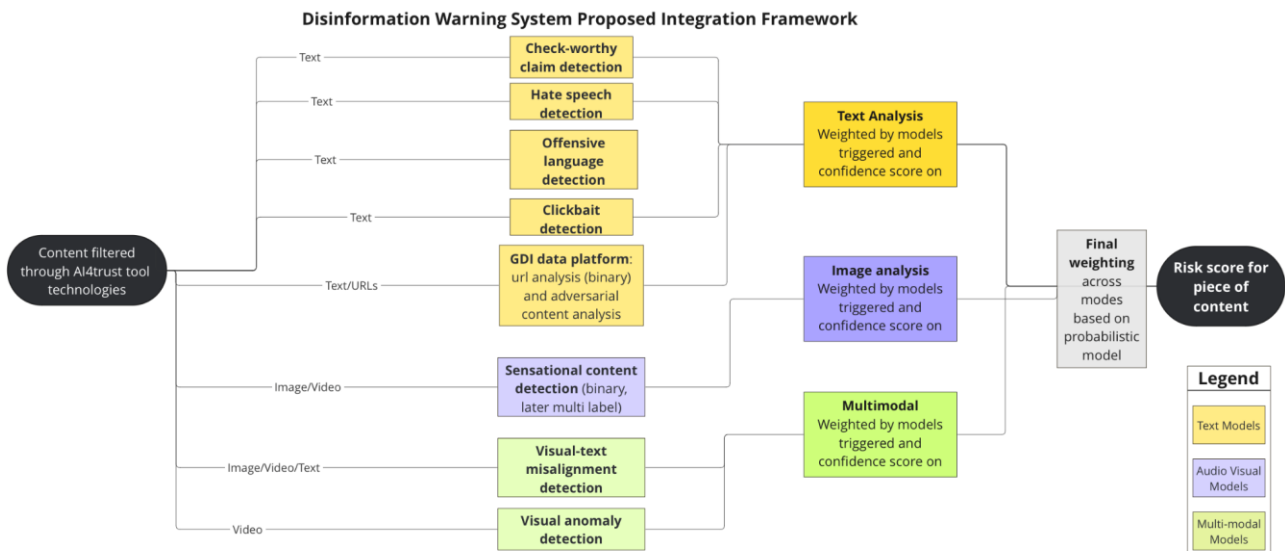 Disinformation Warning System Proposed Integration Framework
Text
Check-worthy
claim detection
Text
Hate speech
detection
Text
Offensive
language
detection
Text
Clickbait
detection
Content filtered
through AI4trust tool
technologies
Text/URLs
GDI data platform:
url analysis (binary)
and adversarial
content analysis
Image/Video
Sensational content
detection (binary,
later multi label)
Image/Video/Text
Visual-text
misalignment
detection
Video
Visual anomaly
detection
Text Analysis
Weighted by models
triggered and
confidence score on
Image analysis
Weighted by models
triggered and
confidence score on
Multimodal
Weighted by models
triggered and
confidence score on
Final
weighting
across
modes
based on
probabilistic
model
Risk score for
piece of
content
Legend
Text Models
Audio Visual
Models
Multi-modal
Models